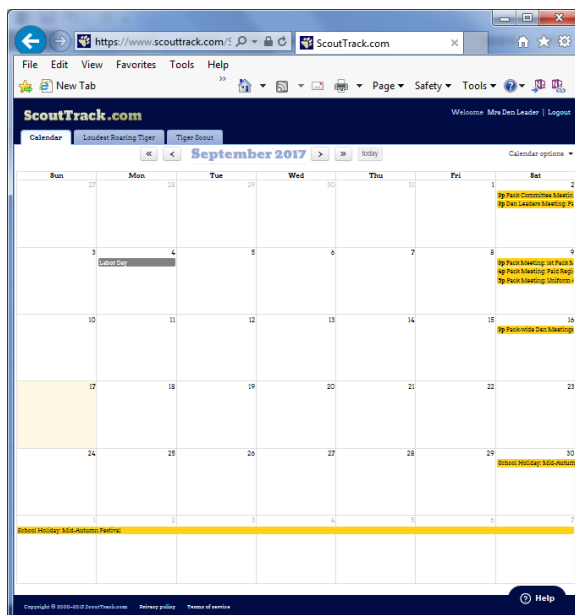 https://www.scouttrack.com/S
ScoutTrack.com
File Edit View Favorites Tools Help
New Tab
Page Safety Tools
ScoutTrack.com
Welcome Mrs Den Leader | Logout
Calendar Loudest Roaring Tiger Tiger Scout
« < September 2017 > » today Calendar options
Sun Mon Tue Wed Thu Fri Sat
27 28 29 30 31 1 2
3p Pack Committee Meetin
3p Den Leaders Meeting: Pa
3 4 5 6 7 8 9
Labor Day
3p Pack Meeting: 1st Pack M
4p Pack Meeting: Paid Regi
5p Pack Meeting: Uniform
10 11 12 13 14 15 16
3p Pack-wide Den Meetings
17 18 19 20 21 22 23
24 25 26 27 28 29 30
School Holiday: Mid-Autum
1 2 3 4 5 6 7
School Holiday: Mid-Autumn Festival
Help
Copyright © 2000-2017 ScoutTrack.com Privacy policy Terms of service